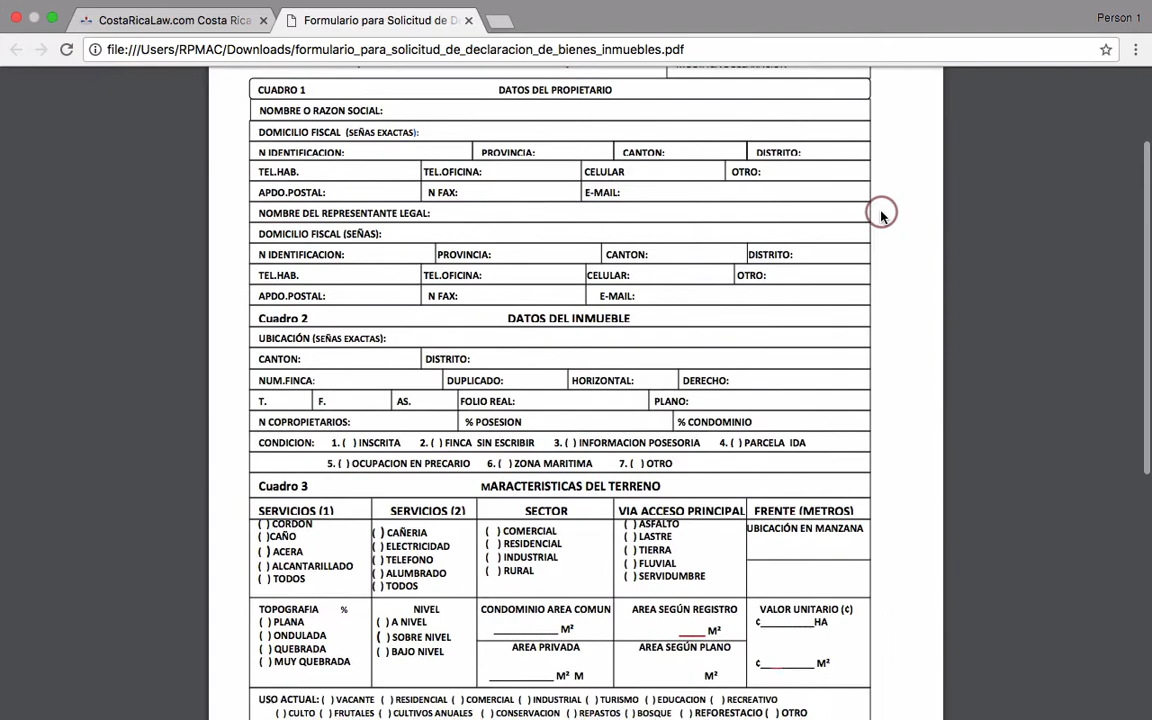 CostaRicaLaw.com Costa Rica
Formulario para Solicitud de D
Person 1
file:///Users/RPMAC/Downloads/formulario_para_solicitud_de_declaracion_de_bienes_inmuebles.pdf
CUADRO 1 DATOS DEL PROPIETARIO
NOMBRE O RAZON SOCIAL:
DOMICILIO FISCAL (SEÑAS EXACTAS):
N IDENTIFICACION: PROVINCIA: CANTON: DISTRITO:
TEL.HAB. TEL.OFICINA: CELULAR OTRO:
APDO.POSTAL: N FAX: E-MAIL:
NOMBRE DEL REPRESENTANTE LEGAL:
DOMICILIO FISCAL (SEÑAS):
N IDENTIFICACION: PROVINCIA: CANTON: DISTRITO:
TEL.HAB. TEL.OFICINA: CELULAR: OTRO:
APDO.POSTAL: N FAX: E-MAIL:
Cuadro 2 DATOS DEL INMUEBLE
UBICACIÓN (SEÑAS EXACTAS):
CANTON: DISTRITO:
NUM.FINCA: DUPLICADO: HORIZONTAL: DERECHO:
T. F. AS. FOLIO REAL: PLANO:
N COPROPIETARIOS: % POSESION % CONDOMINIO
CONDICION: 1. ( ) INSCRITA 2. ( ) FINCA SIN ESCRIBIR 3. ( ) INFORMACION POSESORIA 4. ( ) PARCELA IDA
5. ( ) OCUPACION EN PRECARIO 6. ( ) ZONA MARITIMA 7. ( ) OTRO
Cuadro 3 MARACTERISTICAS DEL TERRENO
SERVICIOS (1) SERVICIOS (2) SECTOR VIA ACCESO PRINCIPAL FRENTE (METROS)
( ) CORDON
( )CAÑO
( ) ACERA
( ) ALCANTARILLADO
( ) TODOS
( ) CAÑERIA
( ) ELECTRICIDAD
( ) TELEFONO
( ) ALUMBRADO
( ) TODOS
( ) COMERCIAL
( ) RESIDENCIAL
( ) INDUSTRIAL
( ) RURAL
( ) ASFALTO
( ) LASTRE
( ) TIERRA
( ) FLUVIAL
( ) SERVIDUMBRE
UBICACIÓN EN MANZANA
TOPOGRAFIA %
( ) PLANA
( ) ONDULADA
( ) QUEBRADA
( ) MUY QUEBRADA
NIVEL
( ) A NIVEL
( ) SOBRE NIVEL
( ) BAJO NIVEL
CONDOMINIO AREA COMUN
___________ M²
AREA PRIVADA
___________ M² M
AREA SEGÚN REGISTRO
____ M²
AREA SEGÚN PLANO
M²
VALOR UNITARIO (¢)
¢_________HA
¢_________ M²
USO ACTUAL: ( ) VACANTE ( ) RESIDENCIAL ( ) COMERCIAL ( ) INDUSTRIAL ( ) TURISMO ( ) EDUCACION ( ) RECREATIVO
( ) CULTO ( ) FRUTALES ( ) CULTIVOS ANUALES ( ) CONSERVACION ( ) REPASTOS ( ) BOSQUE ( ) REFORESTACIO ( ) OTRO